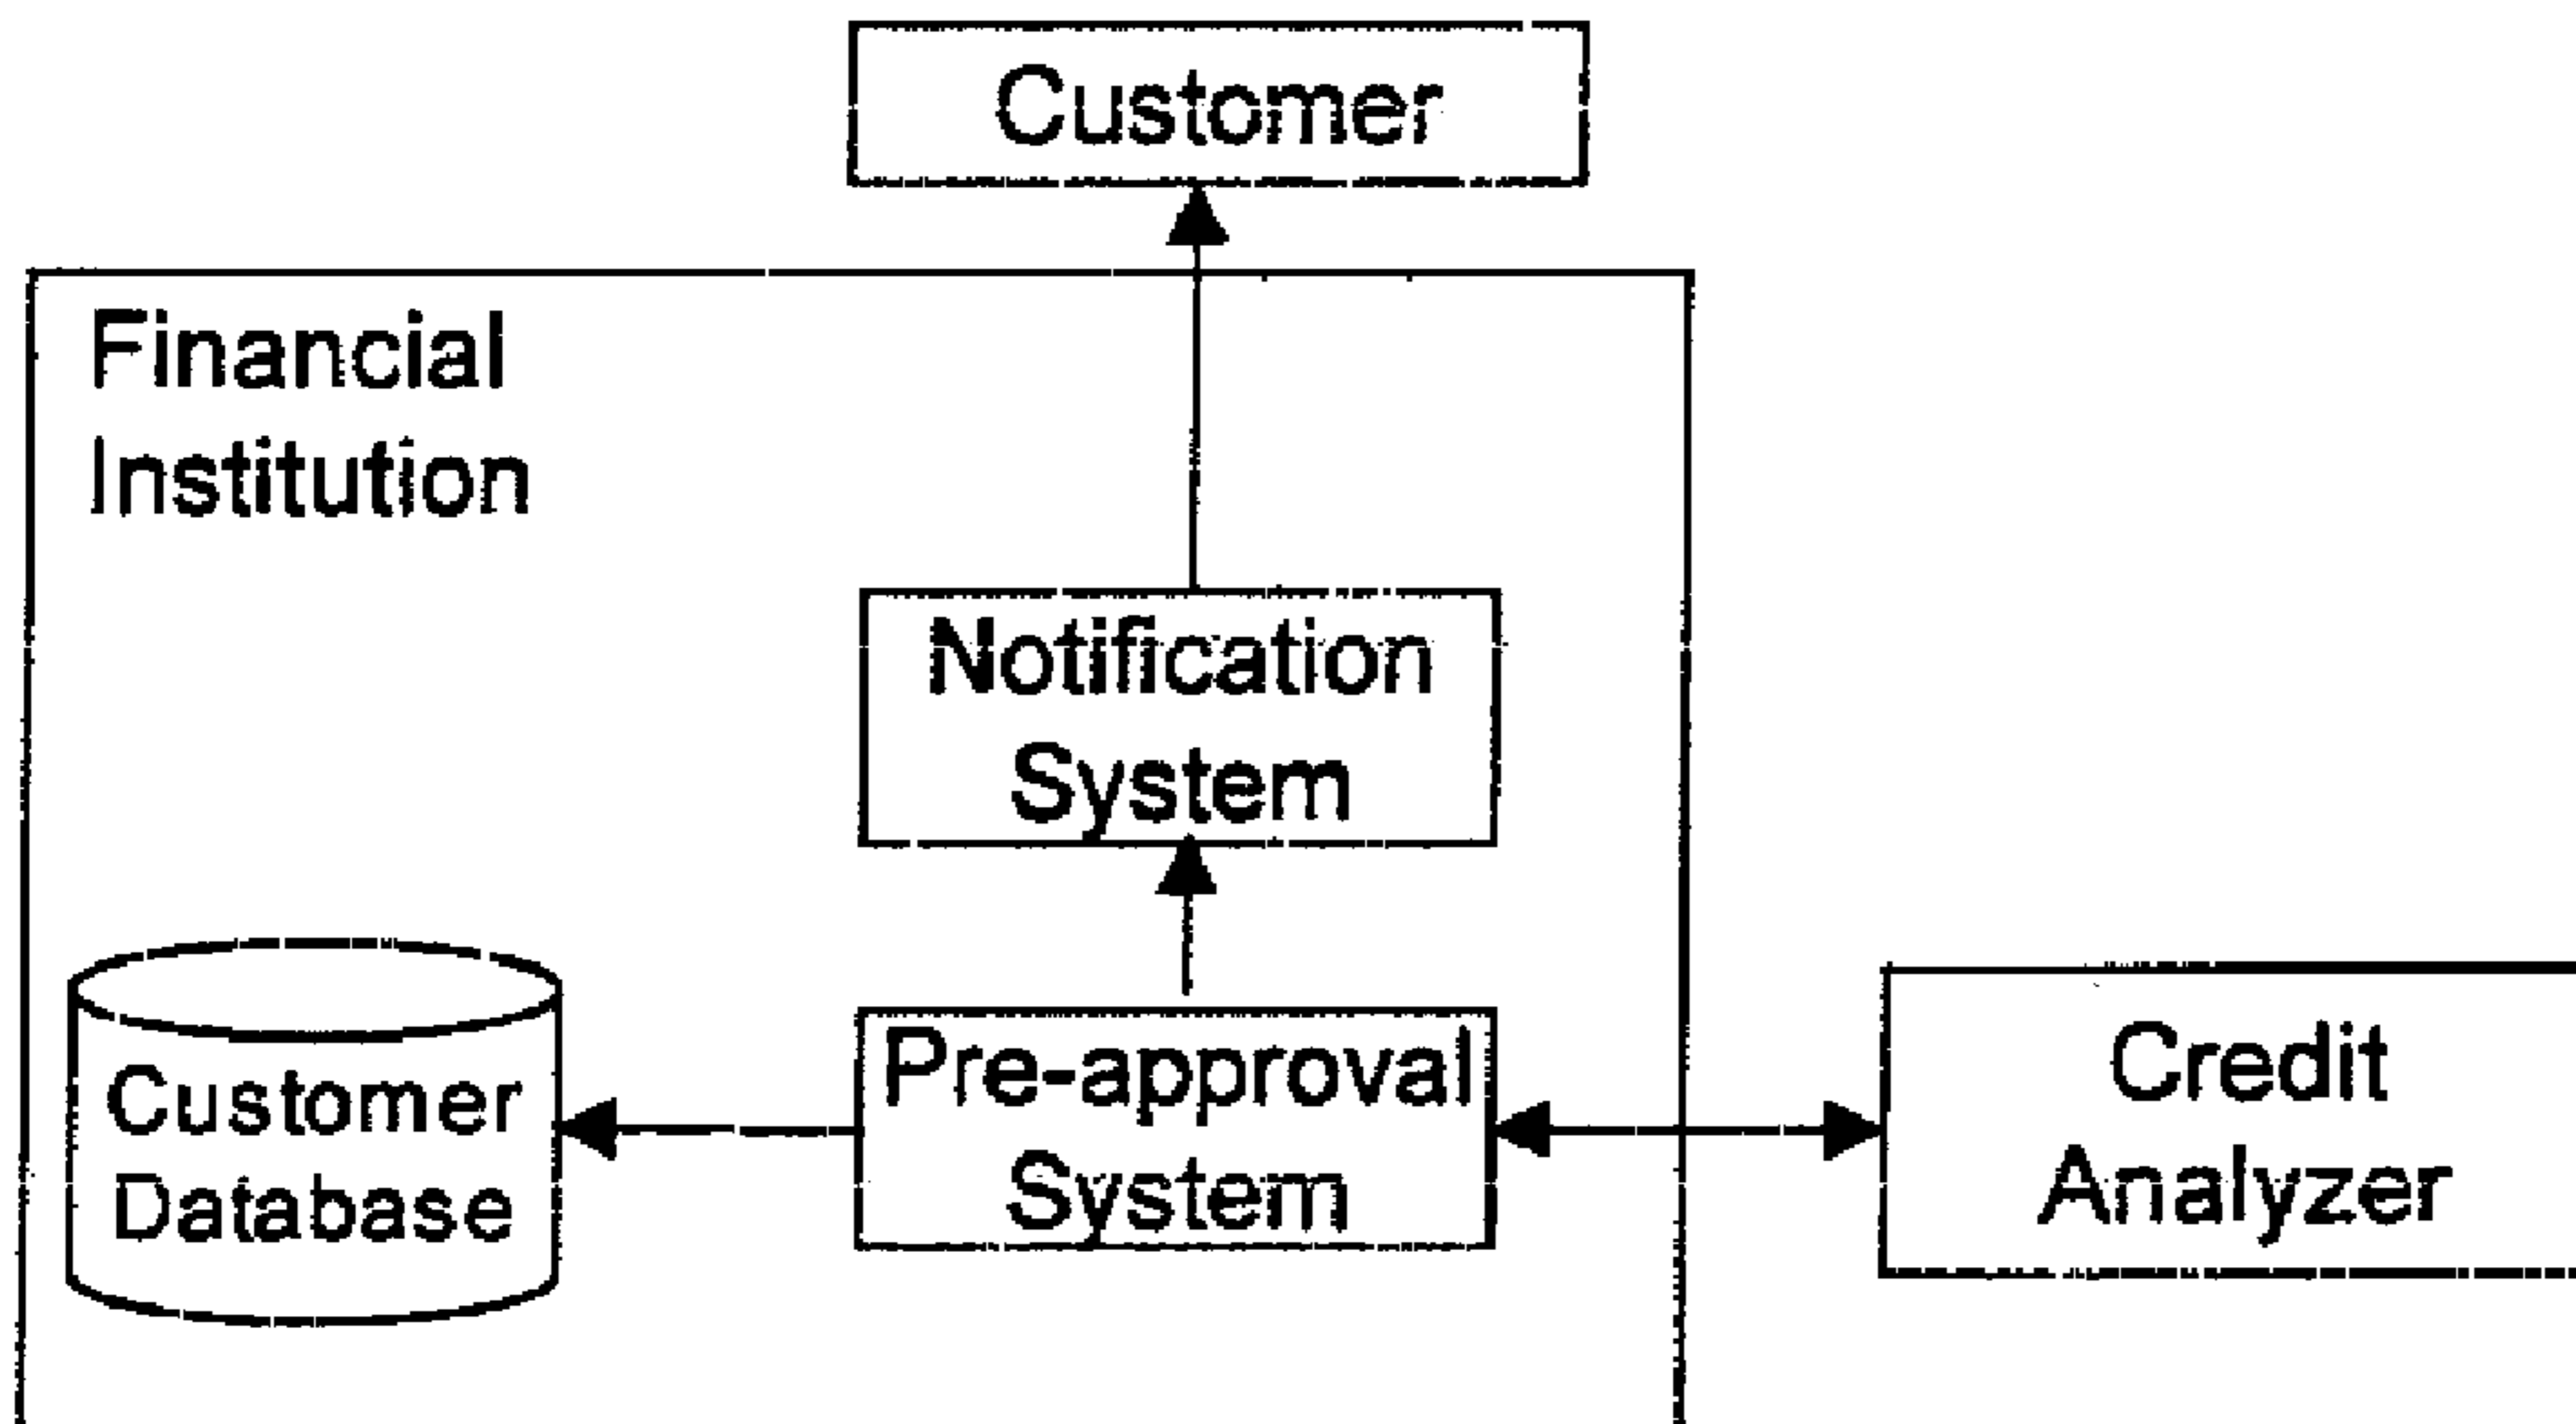 Customer
Financial
Institution
Notification
System
Customer
Database
Pre-approval
System
Credit
Analyzer